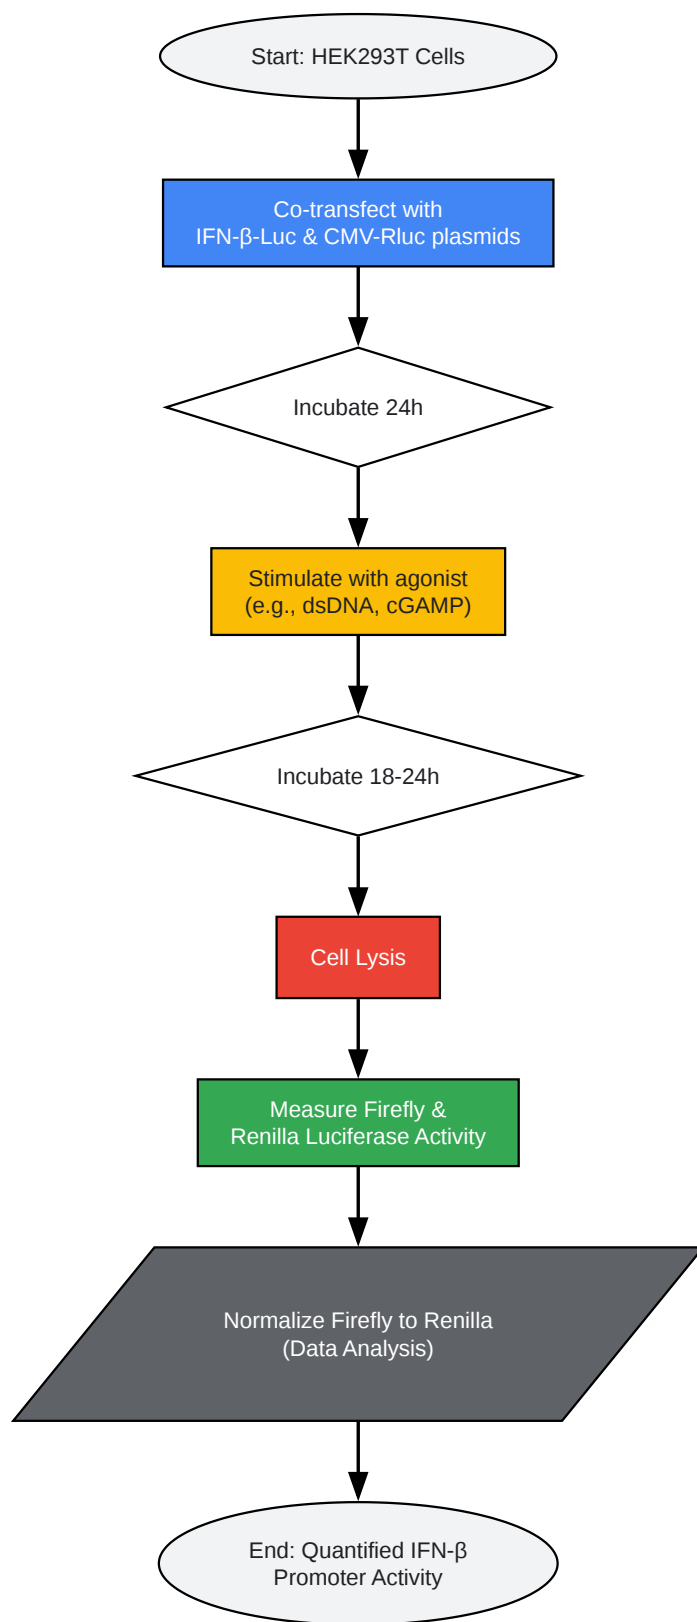 Start: HEK293T Cells
Co-transfect with
IFN-β-Luc & CMV-Rluc plasmids
Incubate 24h
Stimulate with agonist
(e.g., dsDNA, cGAMP)
Incubate 18-24h
Cell Lysis
Measure Firefly &
Renilla Luciferase Activity
Normalize Firefly to Renilla
(Data Analysis)
End: Quantified IFN-β
Promoter Activity